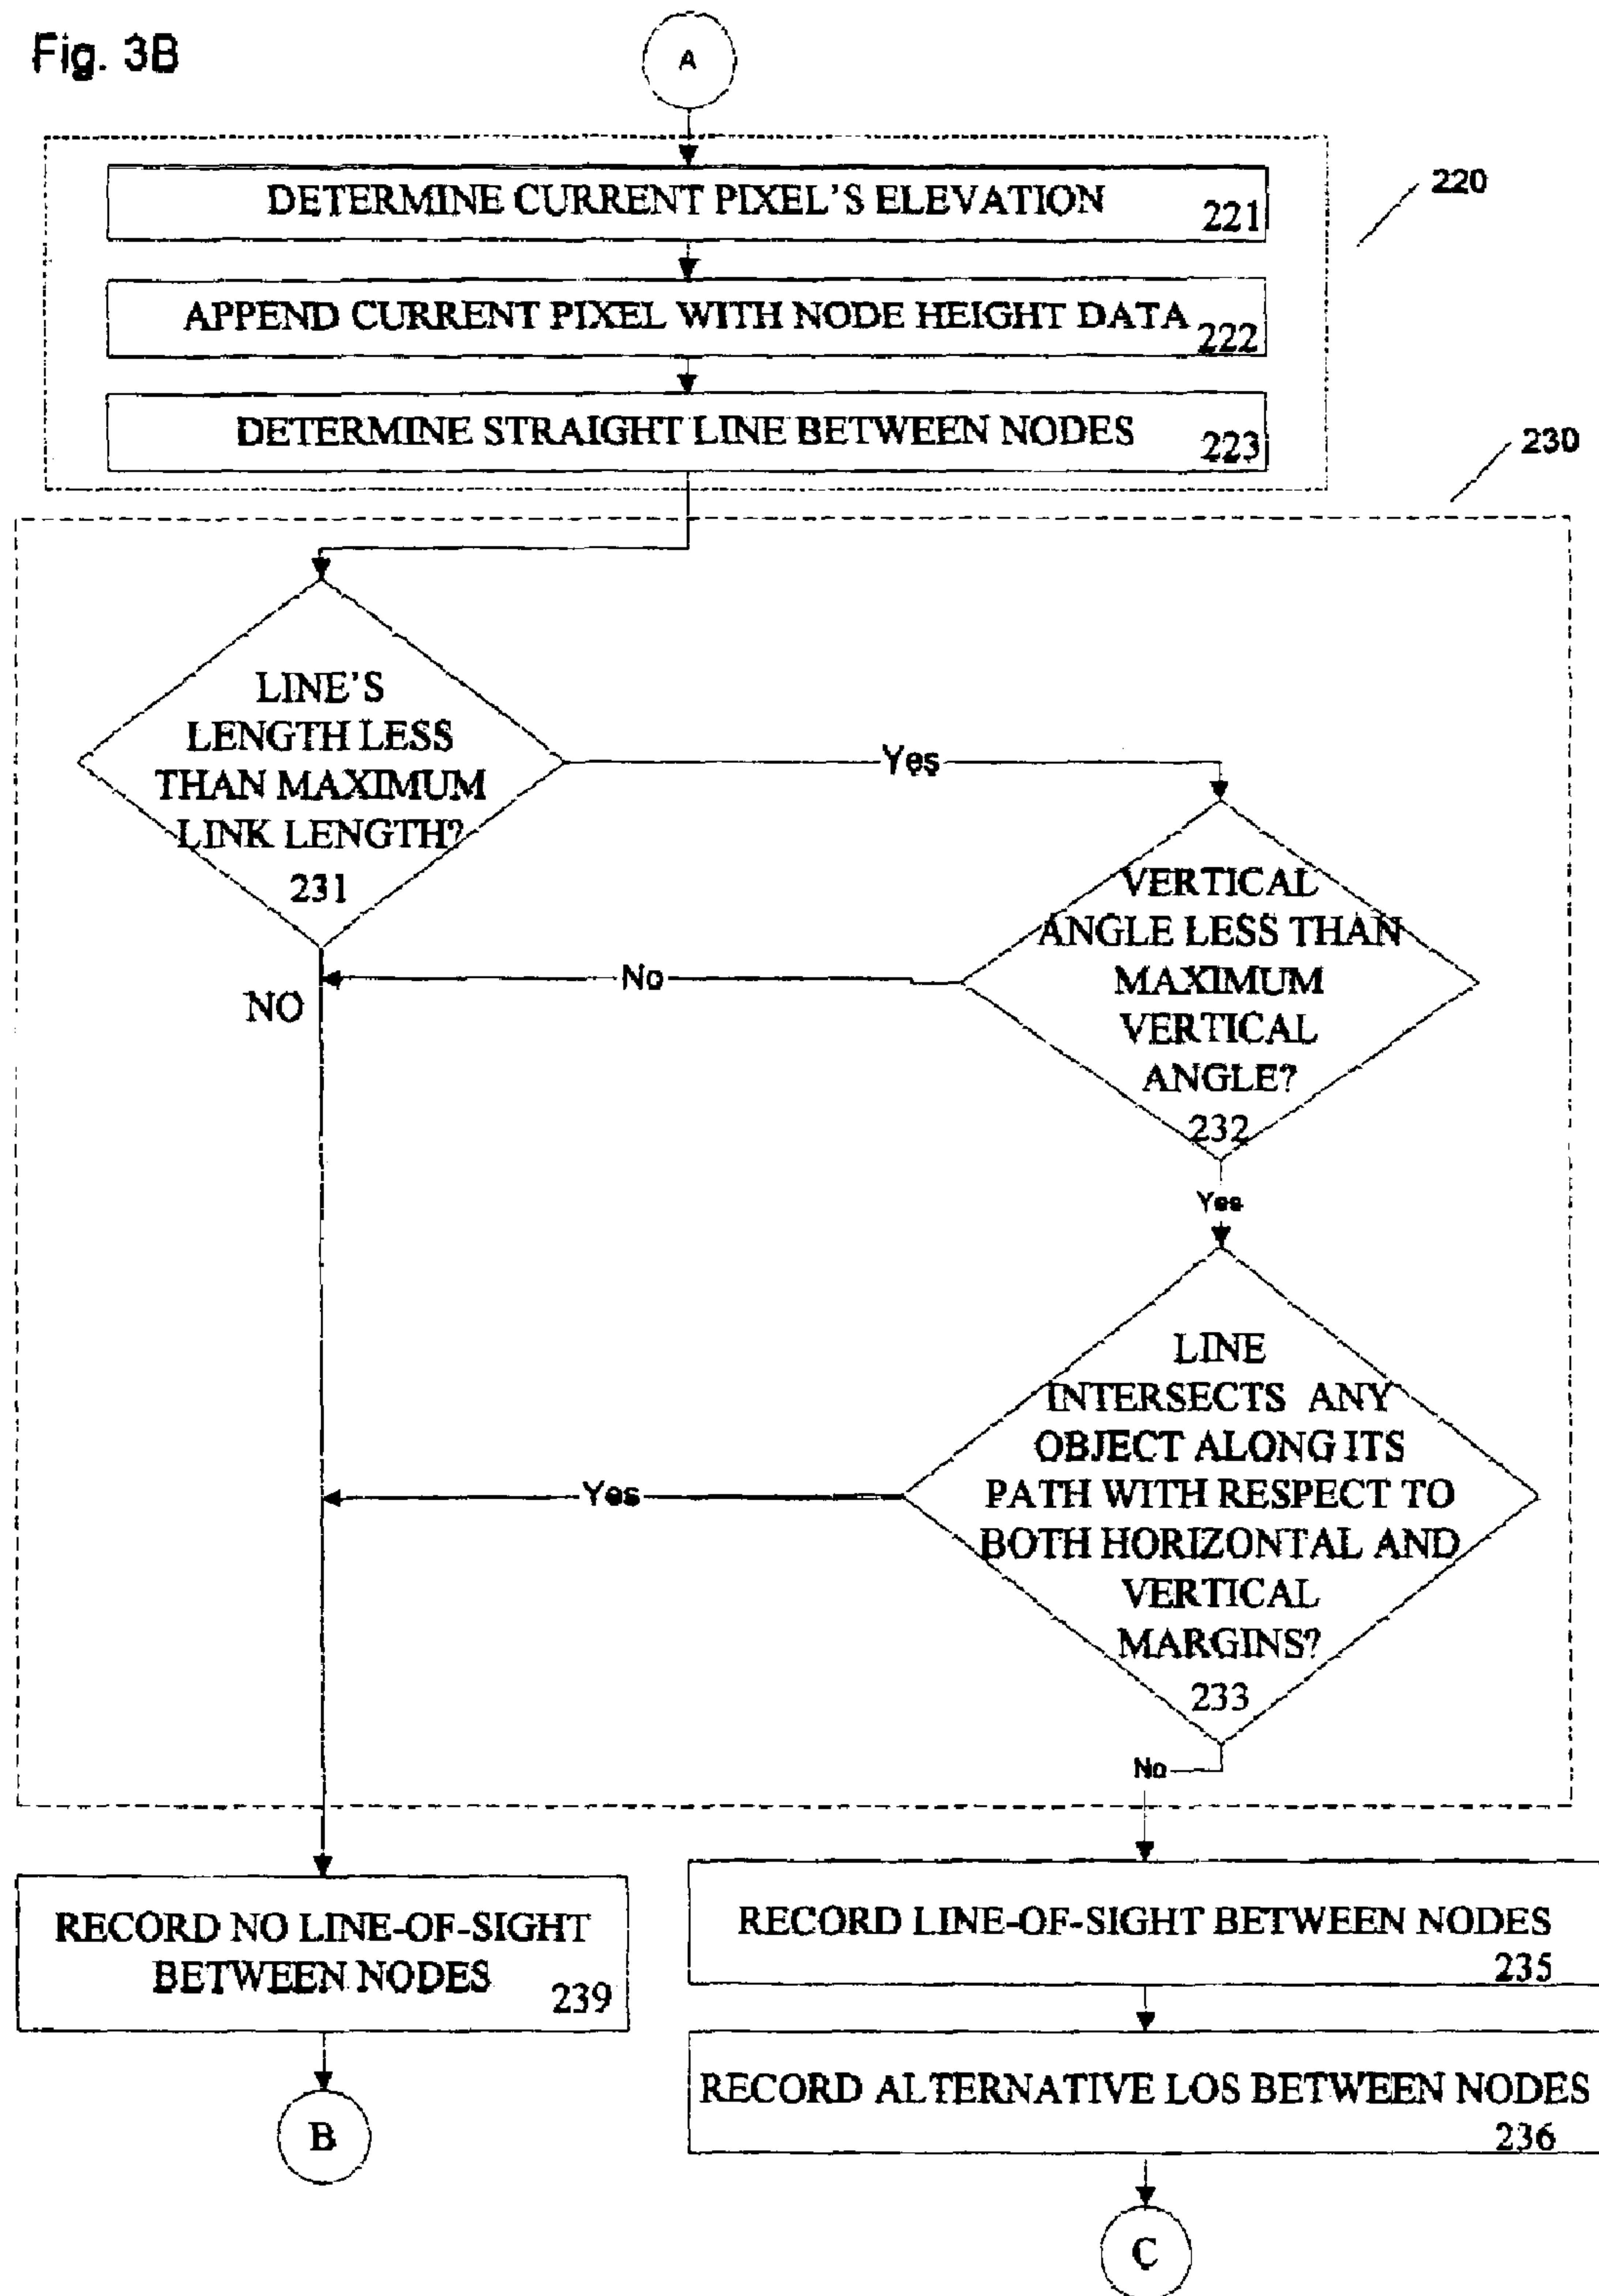 Fig. 3B
A
DETERMINE CURRENT PIXEL'S ELEVATION
221
220
APPEND CURRENT PIXEL WITH NODE HEIGHT DATA
222
DETERMINE STRAIGHT LINE BETWEEN NODES
223
230
LINE'S
LENGTH LESS
THAN MAXIMUM
LINK LENGTH?
231
Yes
VERTICAL
ANGLE LESS THAN
MAXIMUM
VERTICAL
ANGLE?
232
No
NO
Yes
LINE
INTERSECTS ANY
OBJECT ALONG ITS
PATH WITH RESPECT TO
BOTH HORIZONTAL AND
VERTICAL
MARGINS?
233
Yes
No
RECORD NO LINE-OF-SIGHT
BETWEEN NODES
239
RECORD LINE-OF-SIGHT BETWEEN NODES
235
RECORD ALTERNATIVE LOS BETWEEN NODES
236
B
C